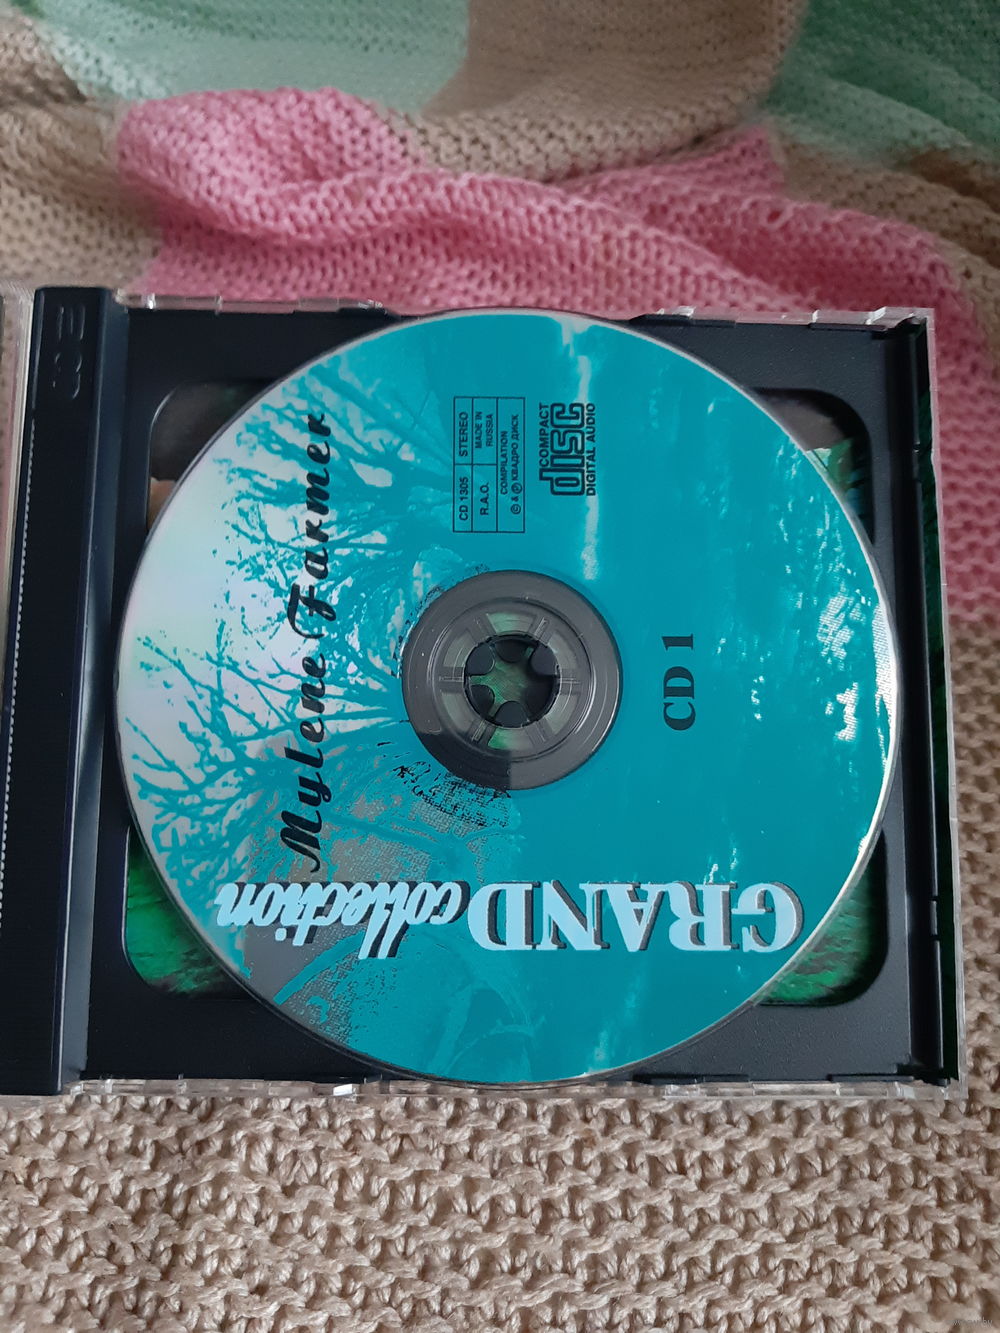 Mylene Farmer
GRAND
collection
CD 1305
STEREO
R.A.O.
MADE IN
RUSSIA
COMPILATION
© & ℗ КВАДРО ДИСК
COMPACT
disc
DIGITAL AUDIO
CD 1